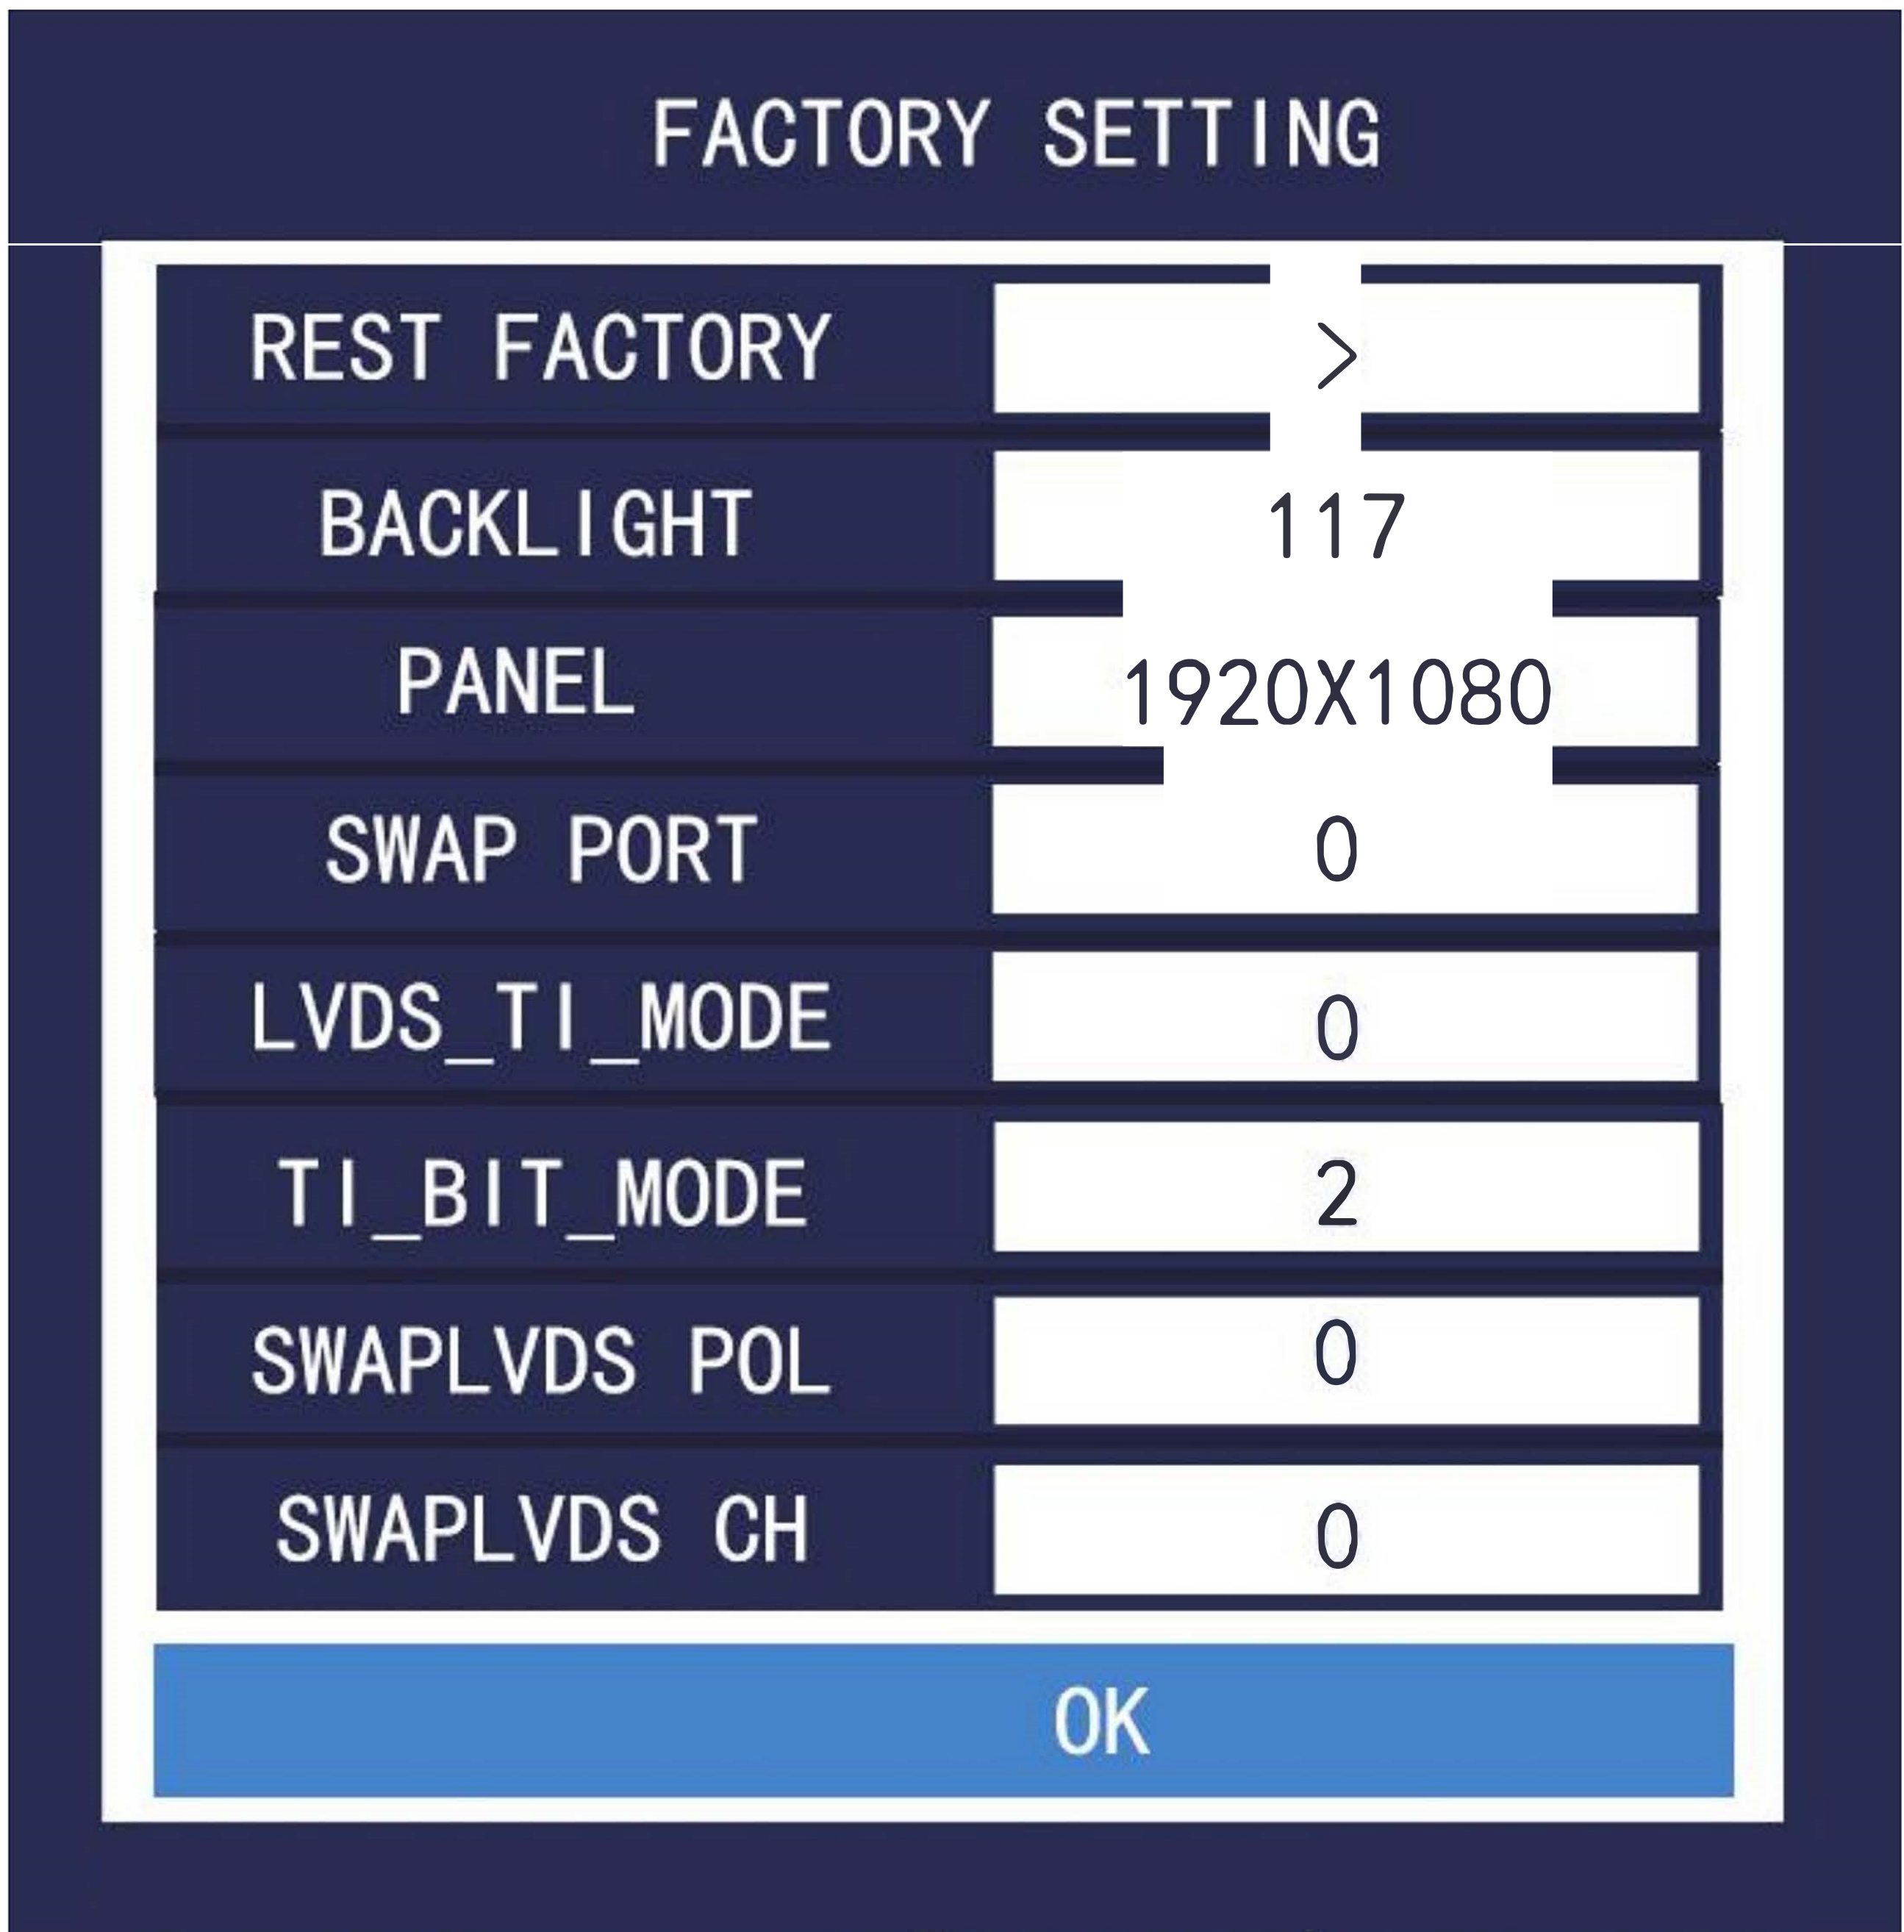 FACTORY SETTING
REST FACTORY >
BACKLIGHT 117
PANEL 1920X1080
SWAP PORT 0
LVDS_TI_MODE 0
TI_BIT_MODE 2
SWAPLVDS POL 0
SWAPLVDS CH 0
OK